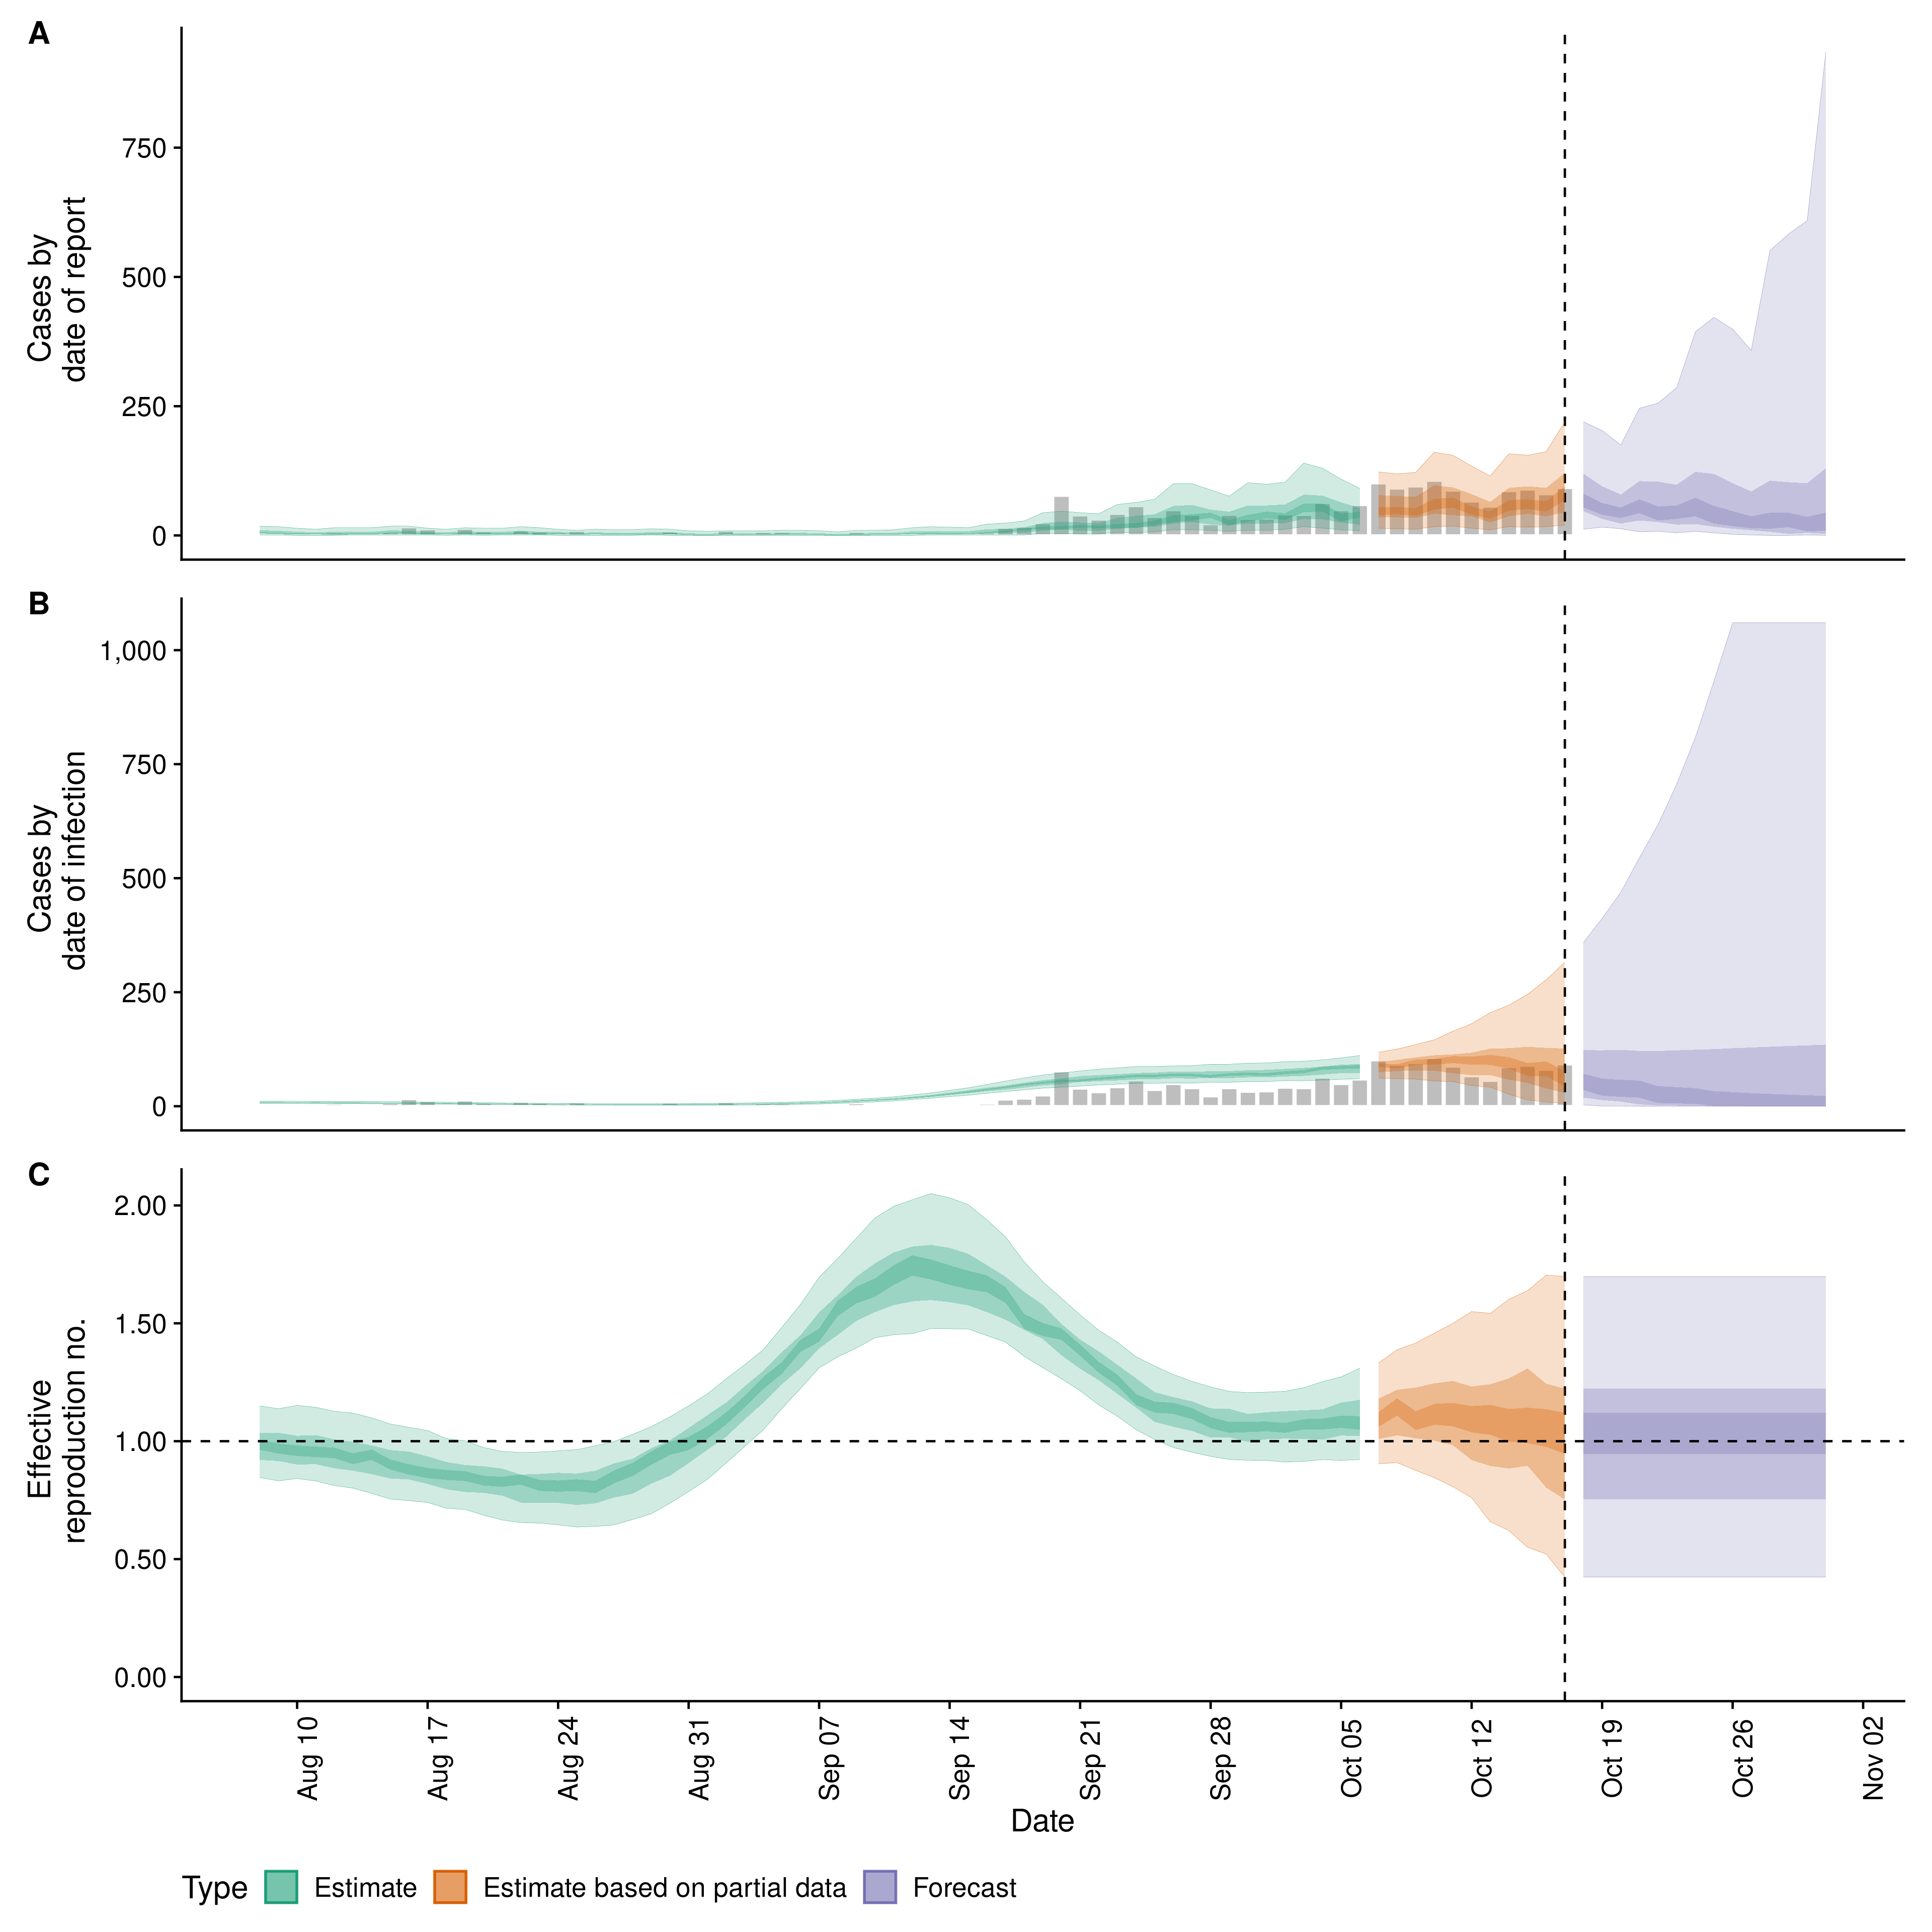 A
Cases by
date of report
750
500
250
0
B
Cases by
date of infection
1,000
750
500
250
0
C
Effective
reproduction no.
2.00
1.50
1.00
0.50
0.00
Aug 10
Aug 17
Aug 24
Aug 31
Sep 07
Sep 14
Sep 21
Sep 28
Oct 05
Oct 12
Oct 19
Oct 26
Nov 02
Date
Type Estimate Estimate based on partial data Forecast